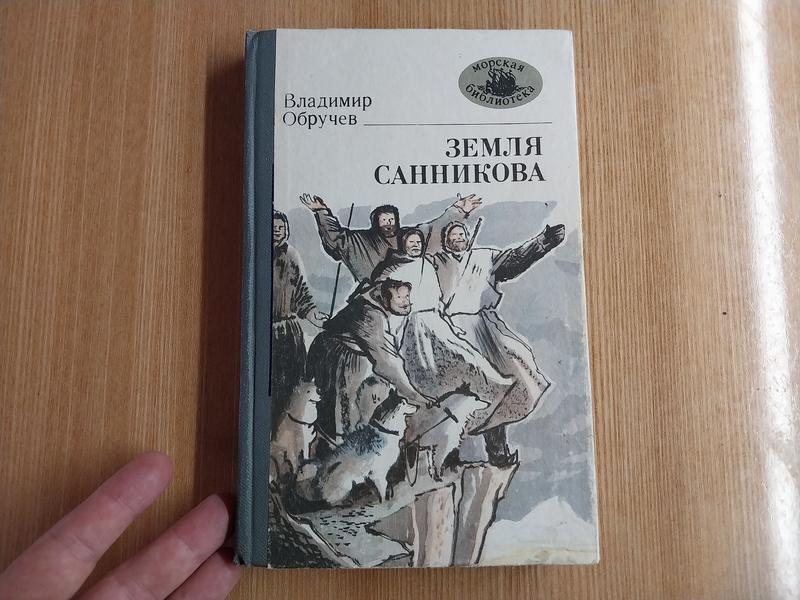 морская
библиотека
Владимир
Обручев
ЗЕМЛЯ
САННИКОВА